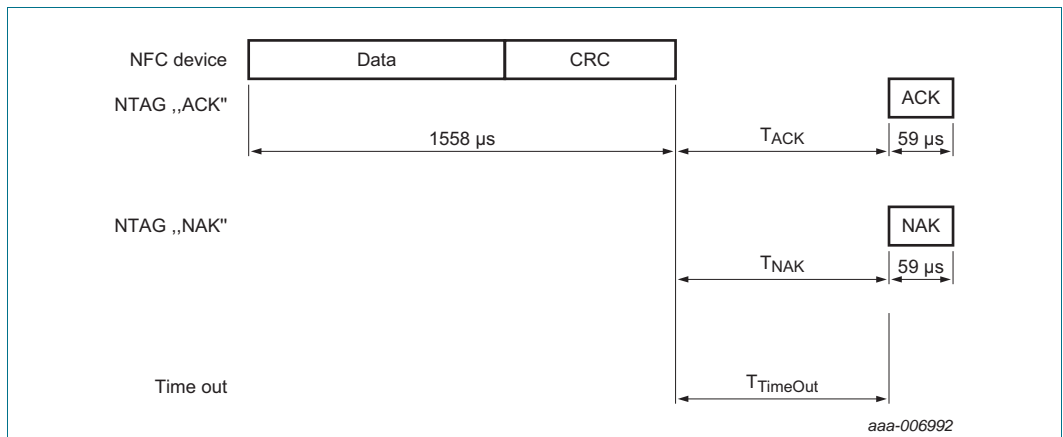 NFC device
Data
CRC
NTAG ,,ACK"
ACK
1558 µs
TACK
59 µs
NTAG ,,NAK"
NAK
TNAK
59 µs
Time out
TTimeOut
aaa-006992